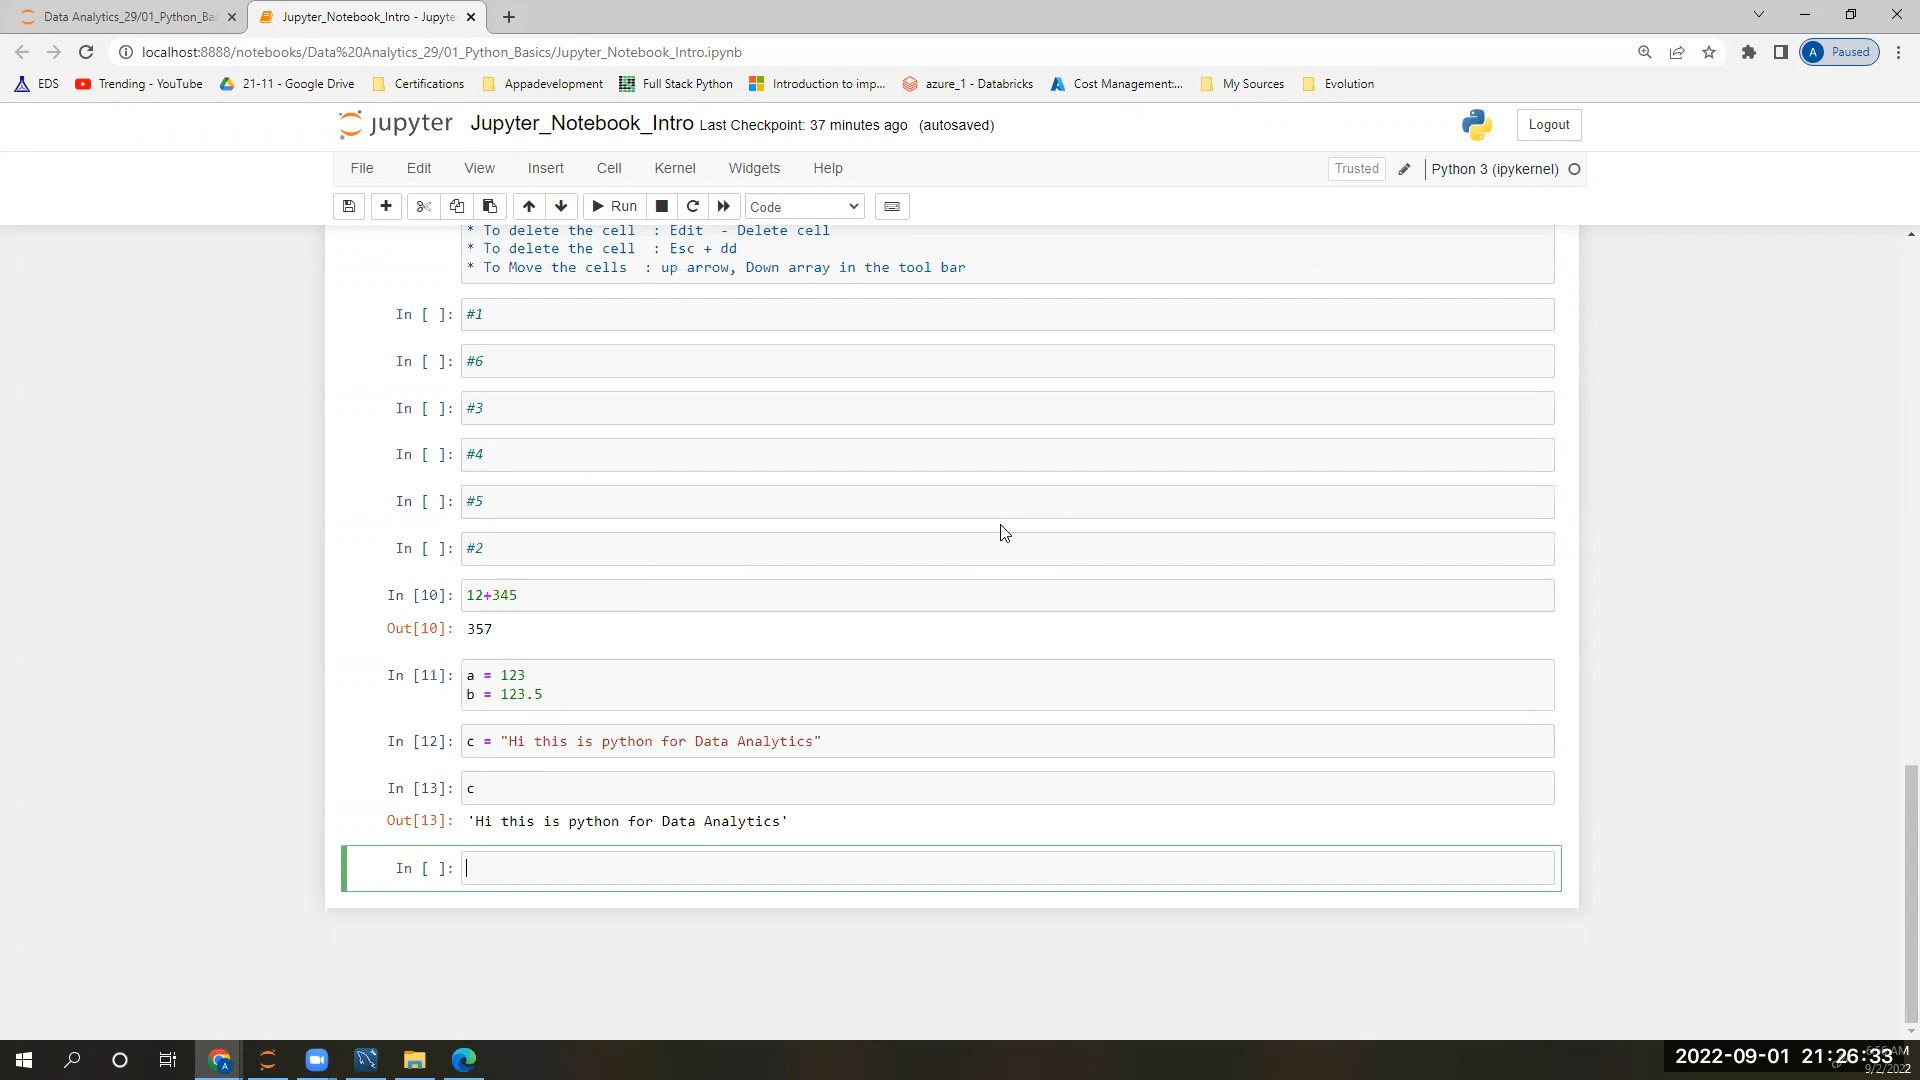 Data Analytics_29/01_Python_Ba
Jupyter_Notebook_Intro - Jupyte
localhost:8888/notebooks/Data%20Analytics_29/01_Python_Basics/Jupyter_Notebook_Intro.ipynb
A Paused
EDS
Trending - YouTube
21-11 - Google Drive
Certifications
Appadevelopment
Full Stack Python
Introduction to imp...
azure_1 - Databricks
Cost Management:...
My Sources
Evolution
jupyter Jupyter_Notebook_Intro Last Checkpoint: 37 minutes ago (autosaved)
Logout
File Edit View Insert Cell Kernel Widgets Help
Trusted
Python 3 (ipykernel)
Run
Code
* To delete the cell : Edit - Delete cell
* To delete the cell : Esc + dd
* To Move the cells : up arrow, Down array in the tool bar
In [ ]: #1
In [ ]: #6
In [ ]: #3
In [ ]: #4
In [ ]: #5
In [ ]: #2
In [10]: 12+345
Out[10]: 357
In [11]: a = 123
b = 123.5
In [12]: c = "Hi this is python for Data Analytics"
In [13]: c
Out[13]: 'Hi this is python for Data Analytics'
In [ ]:
2022-09-01 21:26:33